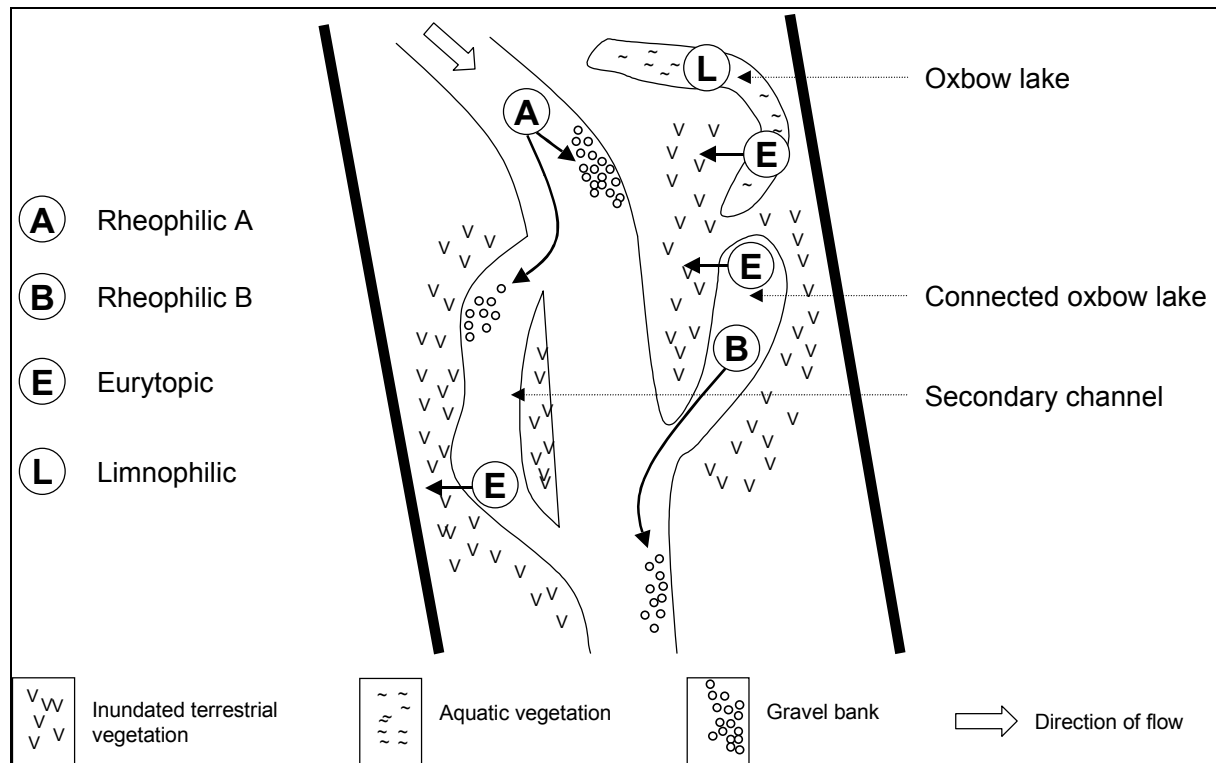 L
Oxbow lake
A
E
A Rheophilic A
E
B Rheophilic B
Connected oxbow lake
B
E Eurytopic
Secondary channel
L Limnophilic
E
Inundated terrestrial
vegetation
Aquatic vegetation
Gravel bank
Direction of flow